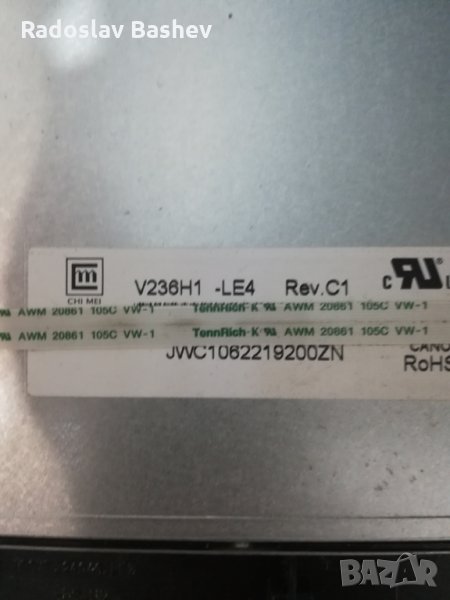 Radoslav Bashev
V236H1 -LE4 Rev.C1
CHI MEI
AWM 20861 105C VW-1 TennRich-K AWM 20861 105C VW-1
AWM 20861 105C VW-1 TennRich-K AWM 20861 105C VW-1
JWC1062219200ZN
RoHS
BAZAR